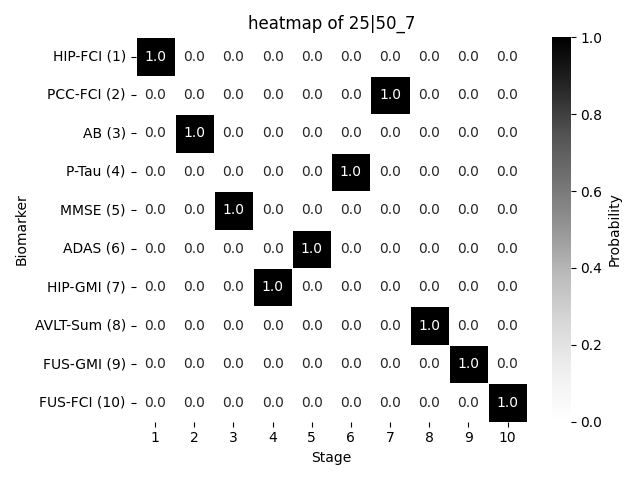 heatmap of 25|50_7
HIP-FCI (1) 1.0 0.0 0.0 0.0 0.0 0.0 0.0 0.0 0.0 0.0
PCC-FCI (2) 0.0 0.0 0.0 0.0 0.0 0.0 1.0 0.0 0.0 0.0
AB (3) 0.0 1.0 0.0 0.0 0.0 0.0 0.0 0.0 0.0 0.0
P-Tau (4) 0.0 0.0 0.0 0.0 0.0 1.0 0.0 0.0 0.0 0.0
MMSE (5) 0.0 0.0 1.0 0.0 0.0 0.0 0.0 0.0 0.0 0.0
ADAS (6) 0.0 0.0 0.0 0.0 1.0 0.0 0.0 0.0 0.0 0.0
HIP-GMI (7) 0.0 0.0 0.0 1.0 0.0 0.0 0.0 0.0 0.0 0.0
AVLT-Sum (8) 0.0 0.0 0.0 0.0 0.0 0.0 0.0 1.0 0.0 0.0
FUS-GMI (9) 0.0 0.0 0.0 0.0 0.0 0.0 0.0 0.0 1.0 0.0
FUS-FCI (10) 0.0 0.0 0.0 0.0 0.0 0.0 0.0 0.0 0.0 1.0
1 2 3 4 5 6 7 8 9 10
Stage
Biomarker
1.0
0.8
0.6
0.4
0.2
0.0
Probability